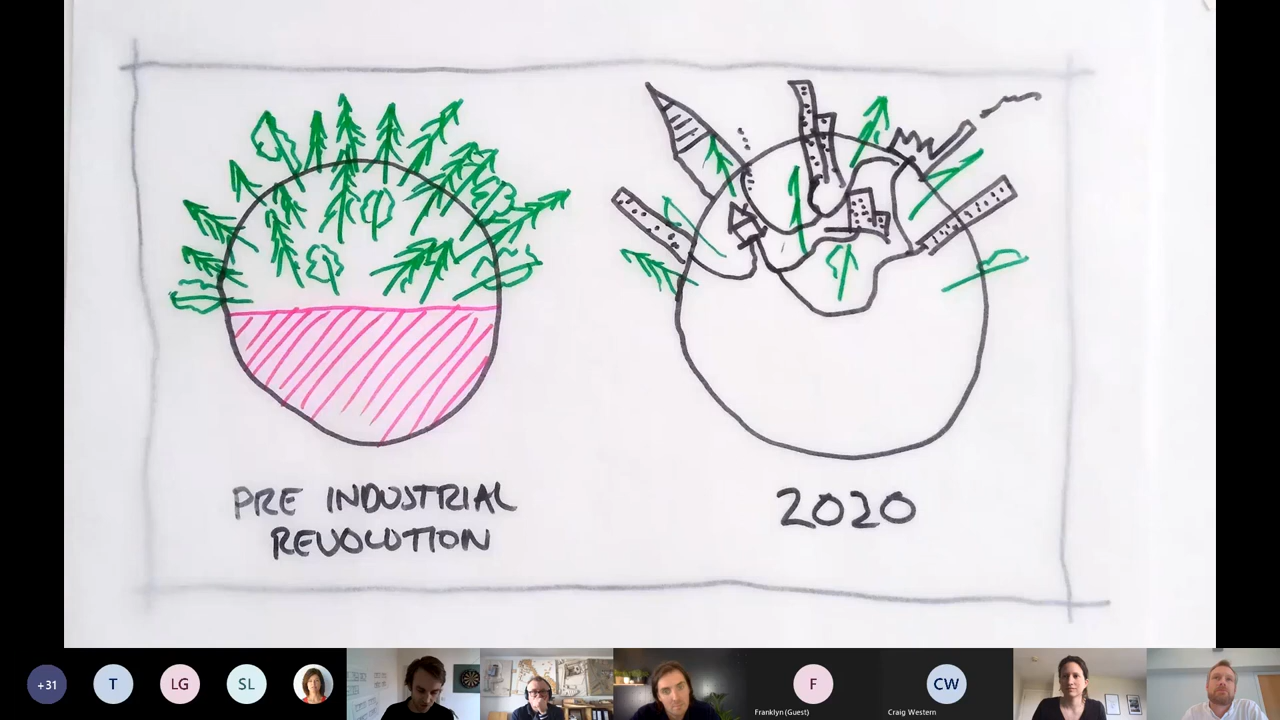 PRE INDUSTRIAL
REVOLUTION
2020
+31
T
LG
SL
F
Franklyn (Guest)
CW
Craig Western